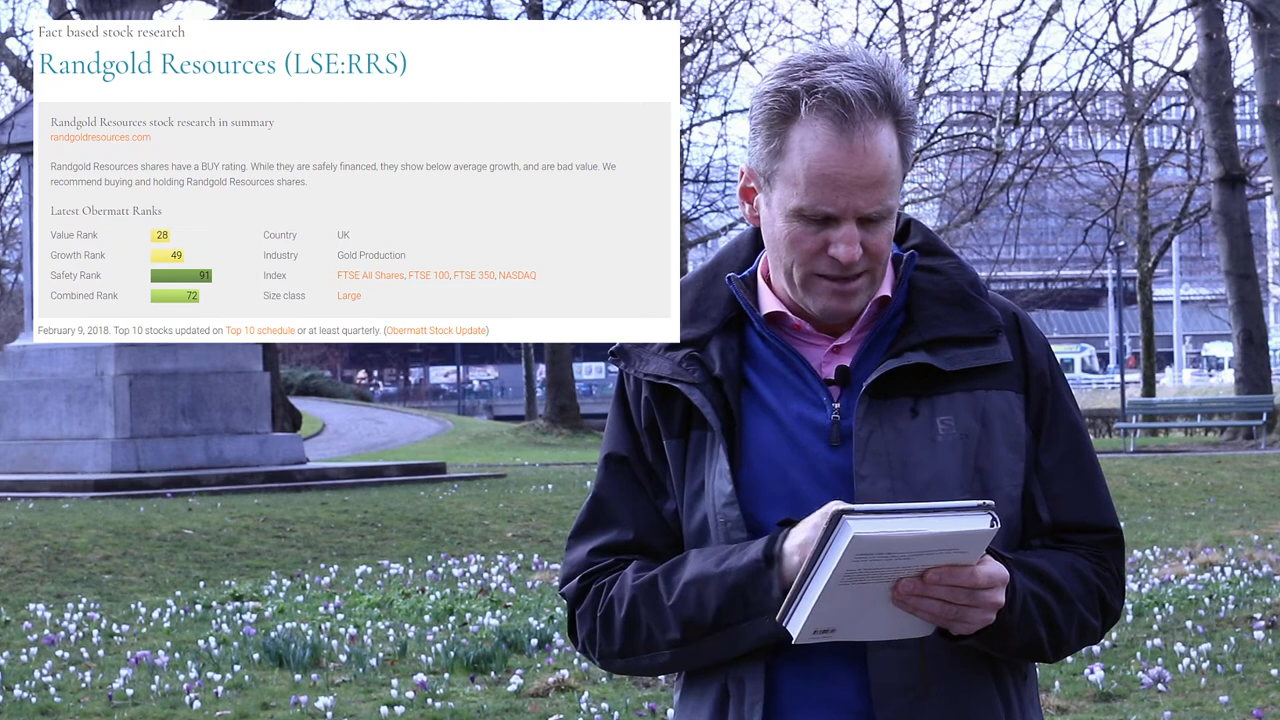 Fact based stock research
Randgold Resources (LSE:RRS)
Randgold Resources stock research in summary
randgoldresources.com
Randgold Resources shares have a BUY rating. While they are safely financed, they show below average growth, and are bad value. We
recommend buying and holding Randgold Resources shares.
Latest Obermatt Ranks
Value Rank 28 Country UK
Growth Rank 49 Industry Gold Production
Safety Rank 91 Index FTSE All Shares, FTSE 100, FTSE 350, NASDAQ
Combined Rank 72 Size class Large
February 9, 2018. Top 10 stocks updated on Top 10 schedule or at least quarterly. (Obermatt Stock Update)